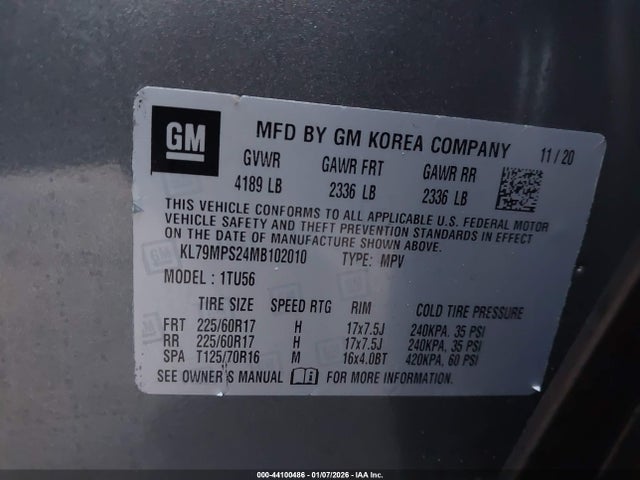 GM
MFD BY GM KOREA COMPANY 11/20
GVWR GAWR FRT GAWR RR
4189 LB 2336 LB 2336 LB
THIS VEHICLE CONFORMS TO ALL APPLICABLE U.S. FEDERAL MOTOR
VEHICLE SAFETY AND THEFT PREVENTION STANDARDS IN EFFECT
ON THE DATE OF MANUFACTURE SHOWN ABOVE.
KL79MPS24MB102010 TYPE: MPV
MODEL: 1TU56
TIRE SIZE SPEED RTG RIM COLD TIRE PRESSURE
FRT 225/60R17 H 17x7.5J 240KPA, 35 PSI
RR 225/60R17 H 17x7.5J 240KPA, 35 PSI
SPA T125/70R16 M 16x4.0BT 420KPA, 60 PSI
SEE OWNER'S MANUAL FOR MORE INFORMATION.
000-44100486 - 01/07/2026 - IAA Inc.